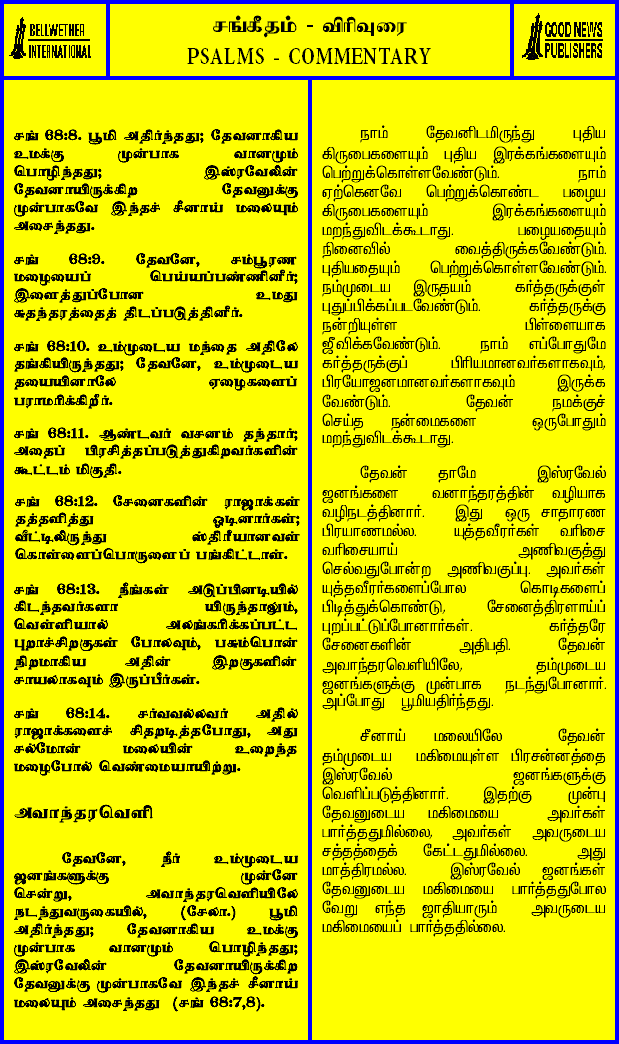 BELLWETHER
INTERNATIONAL
சங்கீதம் - விரிவுரை
PSALMS - COMMENTARY
GOOD NEWS
PUBLISHERS
சங் 68:8. பூமி அதிர்ந்தது; தேவனாகிய
உமக்கு முன்பாக வானமும்
பொழிந்தது; இஸ்ரவேலின்
தேவனாயிருக்கிற தேவனுக்கு
முன்பாகவே இந்தச் சீனாய் மலையும்
அசைந்தது.
சங் 68:9. தேவனே, சம்பூரண
மழையைப் பெய்யப்பண்ணினீர்;
இளைத்துப்போன உமது
சுதந்தரத்தைத் திடப்படுத்தினீர்.
சங் 68:10. உம்முடைய மந்தை அதிலே
தங்கியிருந்தது; தேவனே, உம்முடைய
தயையினாலே ஏழைகளைப்
பராமரிக்கிறீர்.
சங் 68:11. ஆண்டவர் வசனம் தந்தார்;
அதைப் பிரசித்தப்படுத்துகிறவர்களின்
கூட்டம் மிகுதி.
சங் 68:12. சேனைகளின் ராஜாக்கள்
தத்தளித்து ஓடினார்கள்;
வீட்டிலிருந்து ஸ்திரீயானவள்
கொள்ளைப்பொருளைப் பங்கிட்டாள்.
சங் 68:13. நீங்கள் அடுப்பினடியில்
கிடந்தவர்களா யிருந்தாலும்,
வெள்ளியால் அலங்கரிக்கப்பட்ட
புறாச்சிறகுகள் போலவும், பசும்பொன்
நிறமாகிய அதின் இறகுகளின்
சாயலாகவும் இருப்பீர்கள்.
சங் 68:14. சர்வவல்லவர் அதில்
ராஜாக்களைச் சிதறடித்தபோது, அது
சல்மோன் மலையின் உறைந்த
மழைபோல் வெண்மையாயிற்று.
அவாந்தரவெளி
தேவனே, நீர் உம்முடைய
ஜனங்களுக்கு முன்னே
சென்று, அவாந்தரவெளியிலே
நடந்துவருகையில், (சேலா.) பூமி
அதிர்ந்தது; தேவனாகிய உமக்கு
முன்பாக வானமும் பொழிந்தது;
இஸ்ரவேலின் தேவனாயிருக்கிற
தேவனுக்கு முன்பாகவே இந்தச் சீனாய்
மலையும் அசைந்தது (சங் 68:7,8).
நாம் தேவனிடமிருந்து புதிய
கிருபைகளையும் புதிய இரக்கங்களையும்
பெற்றுக்கொள்ளவேண்டும். நாம்
ஏற்கெனவே பெற்றுக்கொண்ட பழைய
கிருபைகளையும் இரக்கங்களையும்
மறந்துவிடக்கூடாது. பழையதையும்
நினைவில் வைத்திருக்கவேண்டும்.
புதியதையும் பெற்றுக்கொள்ளவேண்டும்.
நம்முடைய இருதயம் கர்த்தருக்குள்
புதுப்பிக்கப்படவேண்டும். கர்த்தருக்கு
நன்றியுள்ள பிள்ளையாக
ஜீவிக்கவேண்டும். நாம் எப்போதுமே
கர்த்தருக்குப் பிரியமானவர்களாகவும்,
பிரயோஜனமானவர்களாகவும் இருக்க
வேண்டும். தேவன் நமக்குச்
செய்த நன்மைகளை ஒருபோதும்
மறந்துவிடக்கூடாது.
தேவன் தாமே இஸ்ரவேல்
ஜனங்களை வனாந்தரத்தின் வழியாக
வழிநடத்தினார். இது ஒரு சாதாரண
பிரயாணமல்ல. யுத்தவீரர்கள் வரிசை
வரிசையாய் அணிவகுத்து
செல்வதுபோன்ற அணிவகுப்பு. அவர்கள்
யுத்தவீரர்களைப்போல கொடிகளைப்
பிடித்துக்கொண்டு, சேனைத்திரளாய்ப்
புறப்பட்டுப்போனார்கள். கர்த்தரே
சேனைகளின் அதிபதி. தேவன்
அவாந்தரவெளியிலே, தம்முடைய
ஜனங்களுக்கு முன்பாக நடந்துபோனார்.
அப்போது பூமியதிர்ந்தது.
சீனாய் மலையிலே தேவன்
தம்முடைய மகிமையுள்ள பிரசன்னத்தை
இஸ்ரவேல் ஜனங்களுக்கு
வெளிப்படுத்தினார். இதற்கு முன்பு
தேவனுடைய மகிமையை அவர்கள்
பார்த்ததுமில்லை, அவர்கள் அவருடைய
சத்தத்தைக் கேட்டதுமில்லை. அது
மாத்திரமல்ல. இஸ்ரவேல் ஜனங்கள்
தேவனுடைய மகிமையை பார்த்ததுபோல
வேறு எந்த ஜாதியாரும் அவருடைய
மகிமையைப் பார்த்ததில்லை.